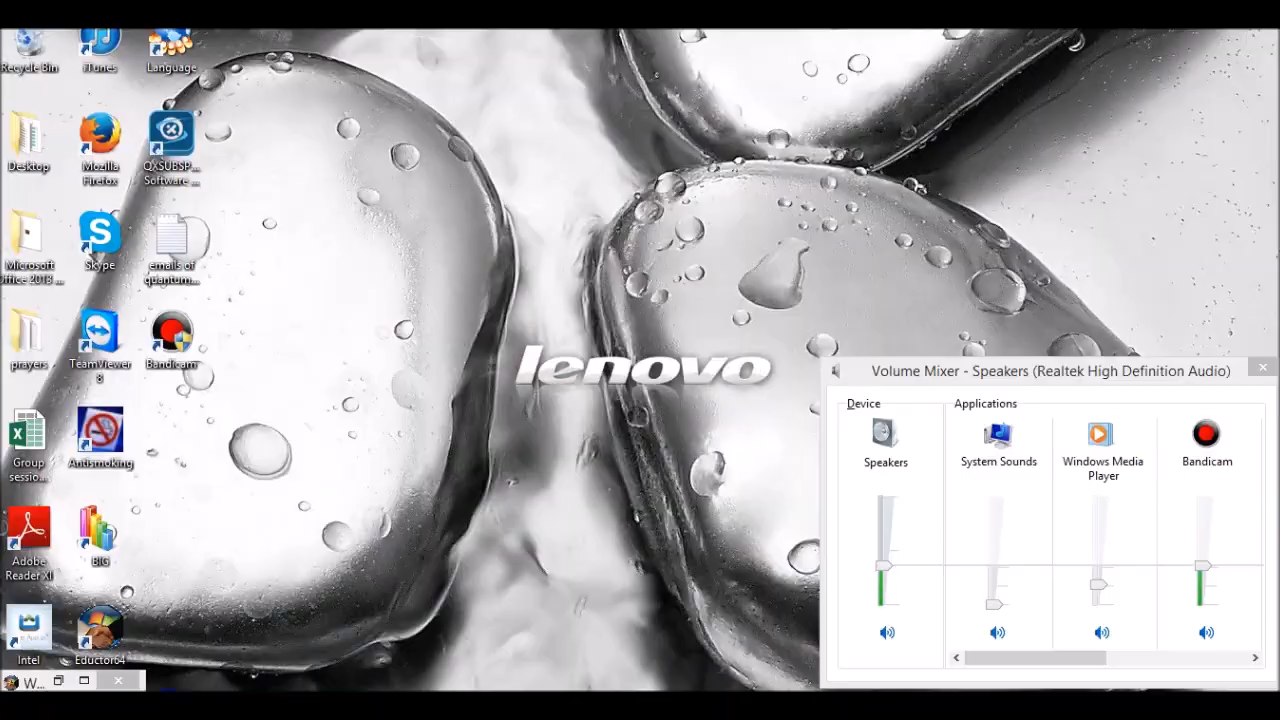 Recycle Bin
iTunes
Language
Desktop
Mozilla
Firefox
QXSUBSP...
Software ...
Microsoft
Office 2013 ...
Skype
emails of
quantum...
prayers
TeamViewer
8
Bandicam
Group
sessio...
Antismoking
Adobe
Reader XI
BIG
Intel
Eductor64
W...
lenovo
Volume Mixer - Speakers (Realtek High Definition Audio)
Device
Applications
Speakers
System Sounds
Windows Media
Player
Bandicam